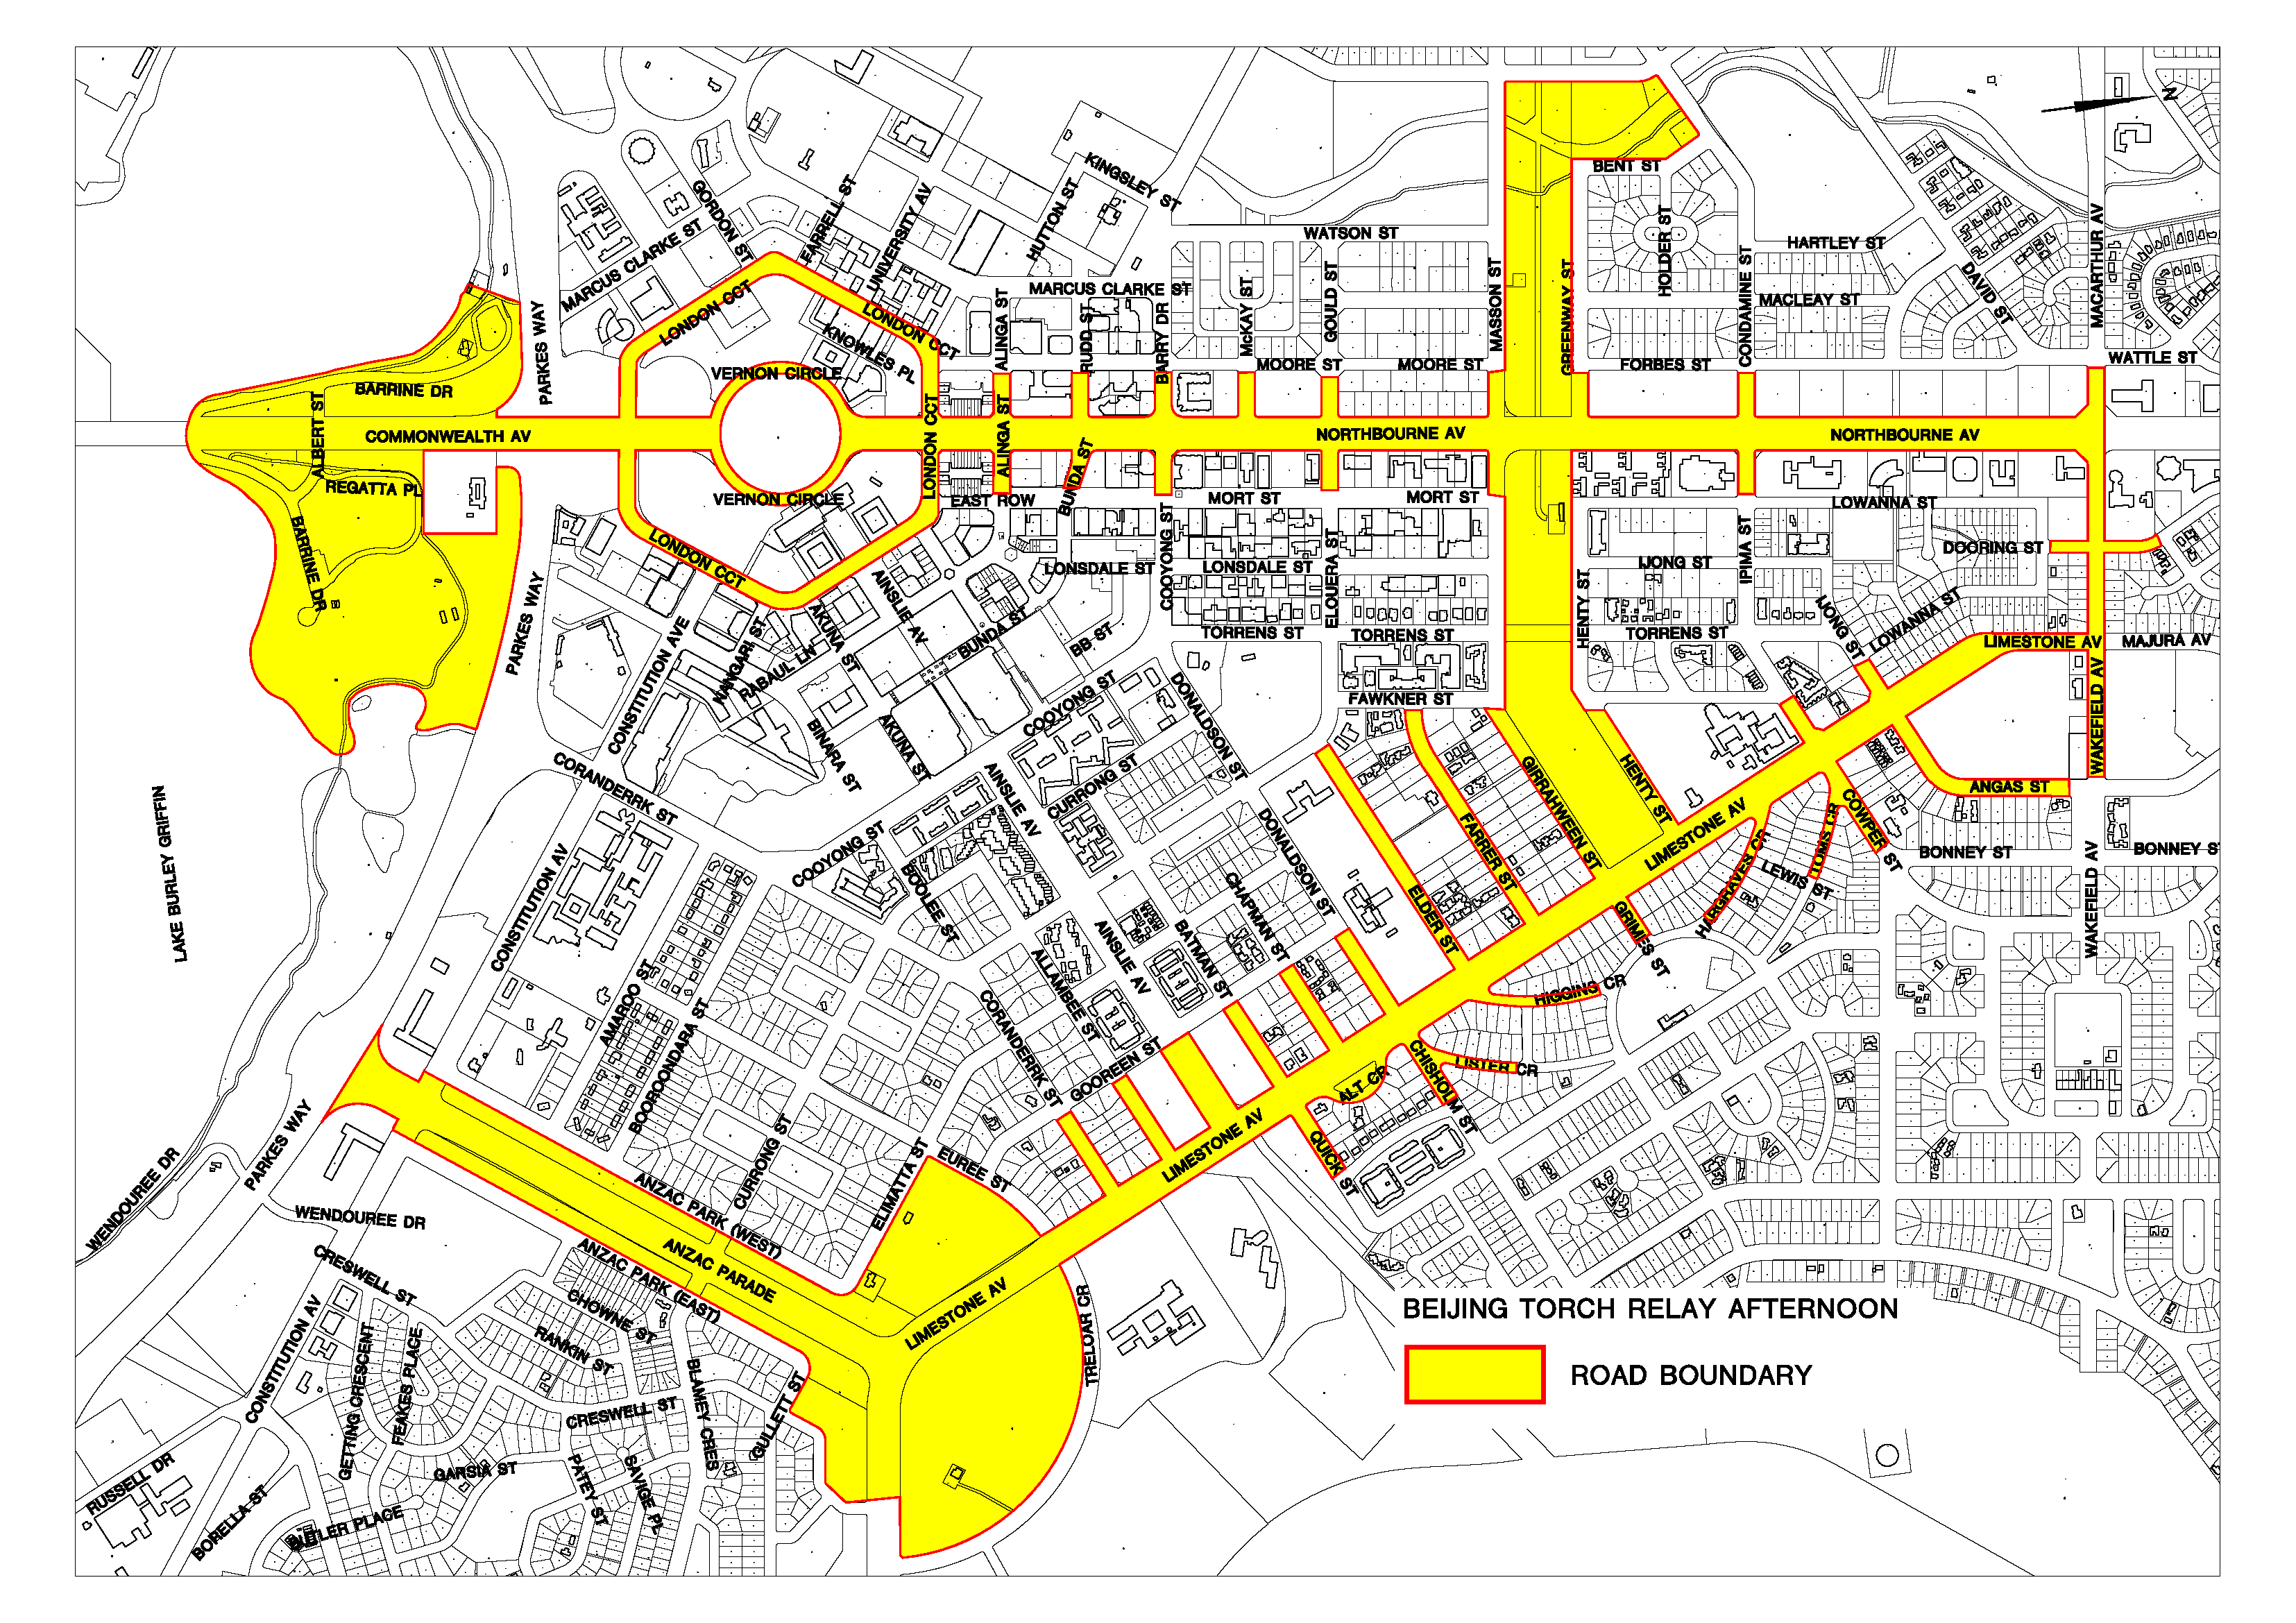 KINGSLEY ST
N
BENT ST
GORDON ST
FARRELL ST
UNIVERSITY AV
HUTTON ST
MARCUS CLARKE ST
WATSON ST
HOLDER ST
HARTLEY ST
MACARTHUR AV
CONDAMINE ST
DAVID ST
MARCUS CLARKE ST
MACLEAY ST
LONDON CCT
LONDON CCT
PARKES WAY
ALINGA ST
RUDD ST
BARRY DR
McKAY ST
GOULD ST
MASSON ST
GREENWAY ST
KNOWLES PL
VERNON CIRCLE
MOORE ST
MOORE ST
FORBES ST
WATTLE ST
BARRINE DR
ALBERT ST
COMMONWEALTH AV
LONDON CCT
ALINGA ST
NORTHBOURNE AV
NORTHBOURNE AV
BUNDA ST
REGATTA PL
VERNON CIRCLE
EAST ROW
MORT ST
MORT ST
LOWANNA ST
BARRINE DR
LONDON CCT
COOYONG ST
ELOUERA ST
IPIMA ST
DOORING ST
LONSDALE ST
LONSDALE ST
IJONG ST
PARKES WAY
AINSLIE AV
AKUNA ST
HENTY ST
IJONG ST
LOWANNA ST
BUNDA ST
BB ST
TORRENS ST
TORRENS ST
TORRENS ST
LIMESTONE AV
MAJURA AV
CONSTITUTION AVE
NANGARI ST
RABAUL LN
COOYONG ST
DONALDSON ST
FAWKNER ST
WAKEFIELD AV
BINARA ST
AKUNA ST
CORANDERRK ST
AINSLIE AV
CURRONG ST
GIRRAHWEEN ST
HENTY ST
ANGAS ST
LAKE BURLEY GRIFFIN
COOYONG ST
DONALDSON ST
FARRER ST
LIMESTONE AV
HARGRAVES CR
TOMS CR
COWPER ST
LEWIS ST
BONNEY ST
BONNEY S
CONSTITUTION AV
BOOLEE ST
CHAPMAN ST
ELDER ST
GRIMES ST
WAKEFIELD AV
AINSLIE AV
BATMAN ST
ALLAMBEE ST
AMAROO ST
BOOROONDARA ST
CORANDERRK ST
GOOREEN ST
HIGGINS CR
CHISHOLM ST
LISTER CR
ALT CR
QUICK ST
PARKES WAY
WENDOUREE DR
CURRONG ST
ELIMATTA ST
EUREE ST
LIMESTONE AV
WENDOUREE DR
ANZAC PARK (WEST)
ANZAC PARADE
ANZAC PARK (EAST)
CRESWELL ST
CHOWNE ST
RANKIN ST
LIMESTONE AV
TRELOAR CR
CONSTITUTION AV
GETTING CRESCENT
FEAKES PLACE
BLAMEY CRES
GULLETT ST
CRESWELL ST
GARSIA ST
PATEY ST
SAVIGE PL
RUSSELL DR
BORELLA ST
BUTLER PLACE
BEIJING TORCH RELAY AFTERNOON
ROAD BOUNDARY